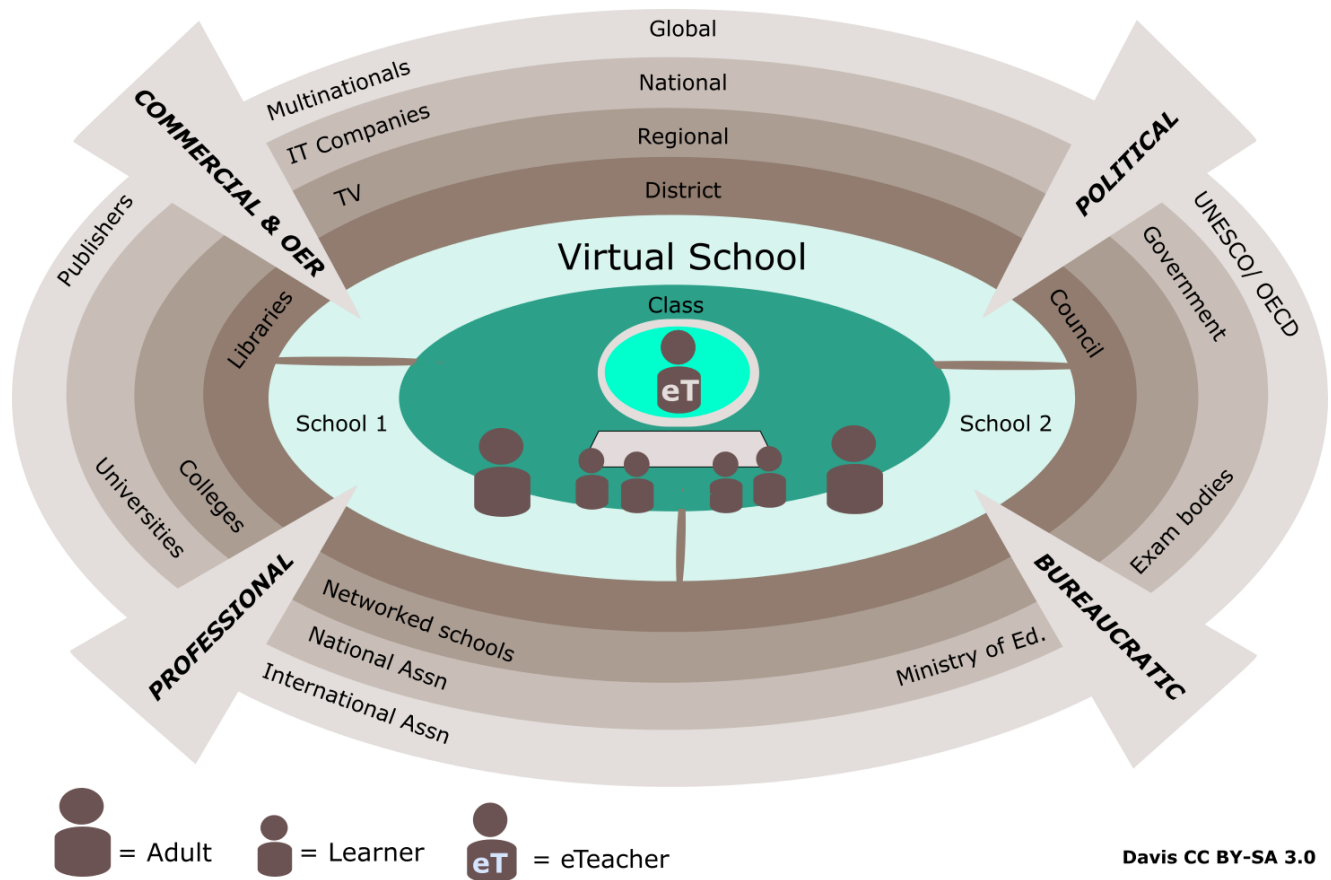 Global
Multinationals
National
IT Companies
Regional
TV
District
COMMERCIAL & OER
POLITICAL
Publishers
UNESCO/ OECD
Government
Virtual School
Libraries
Council
Class
eT
School 1
School 2
Universities
Colleges
Exam bodies
PROFESSIONAL
BUREAUCRATIC
Networked schools
National Assn
International Assn
Ministry of Ed.
= Adult
= Learner
eT = eTeacher
Davis CC BY-SA 3.0